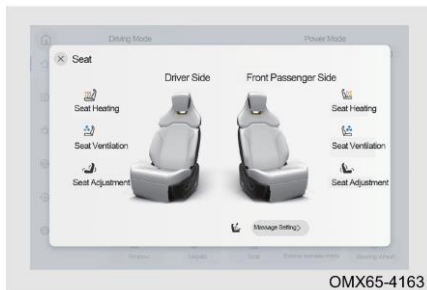 Driving Mode
Power Mode
Seat
Driver Side
Front Passenger Side
Seat Heating
Seat Heating
Seat Ventilation
Seat Ventilation
Seat Adjustment
Seat Adjustment
Massage Setting>
Seat
OMX65-4163